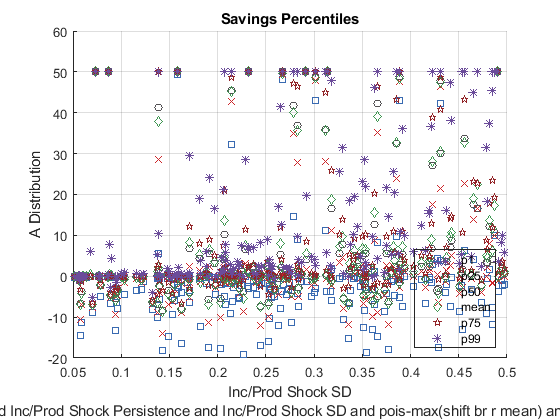 Savings Percentiles
60
50
40
30
20
10
0
-10
-20
A Distribution
0.05
0.1
0.15
0.2
0.25
0.3
0.35
0.4
0.45
0.5
p1
p25
p50
mean
p75
p99
Inc/Prod Shock SD
d Inc/Prod Shock Persistence and Inc/Prod Shock SD and pois-max(shift br r mean) a